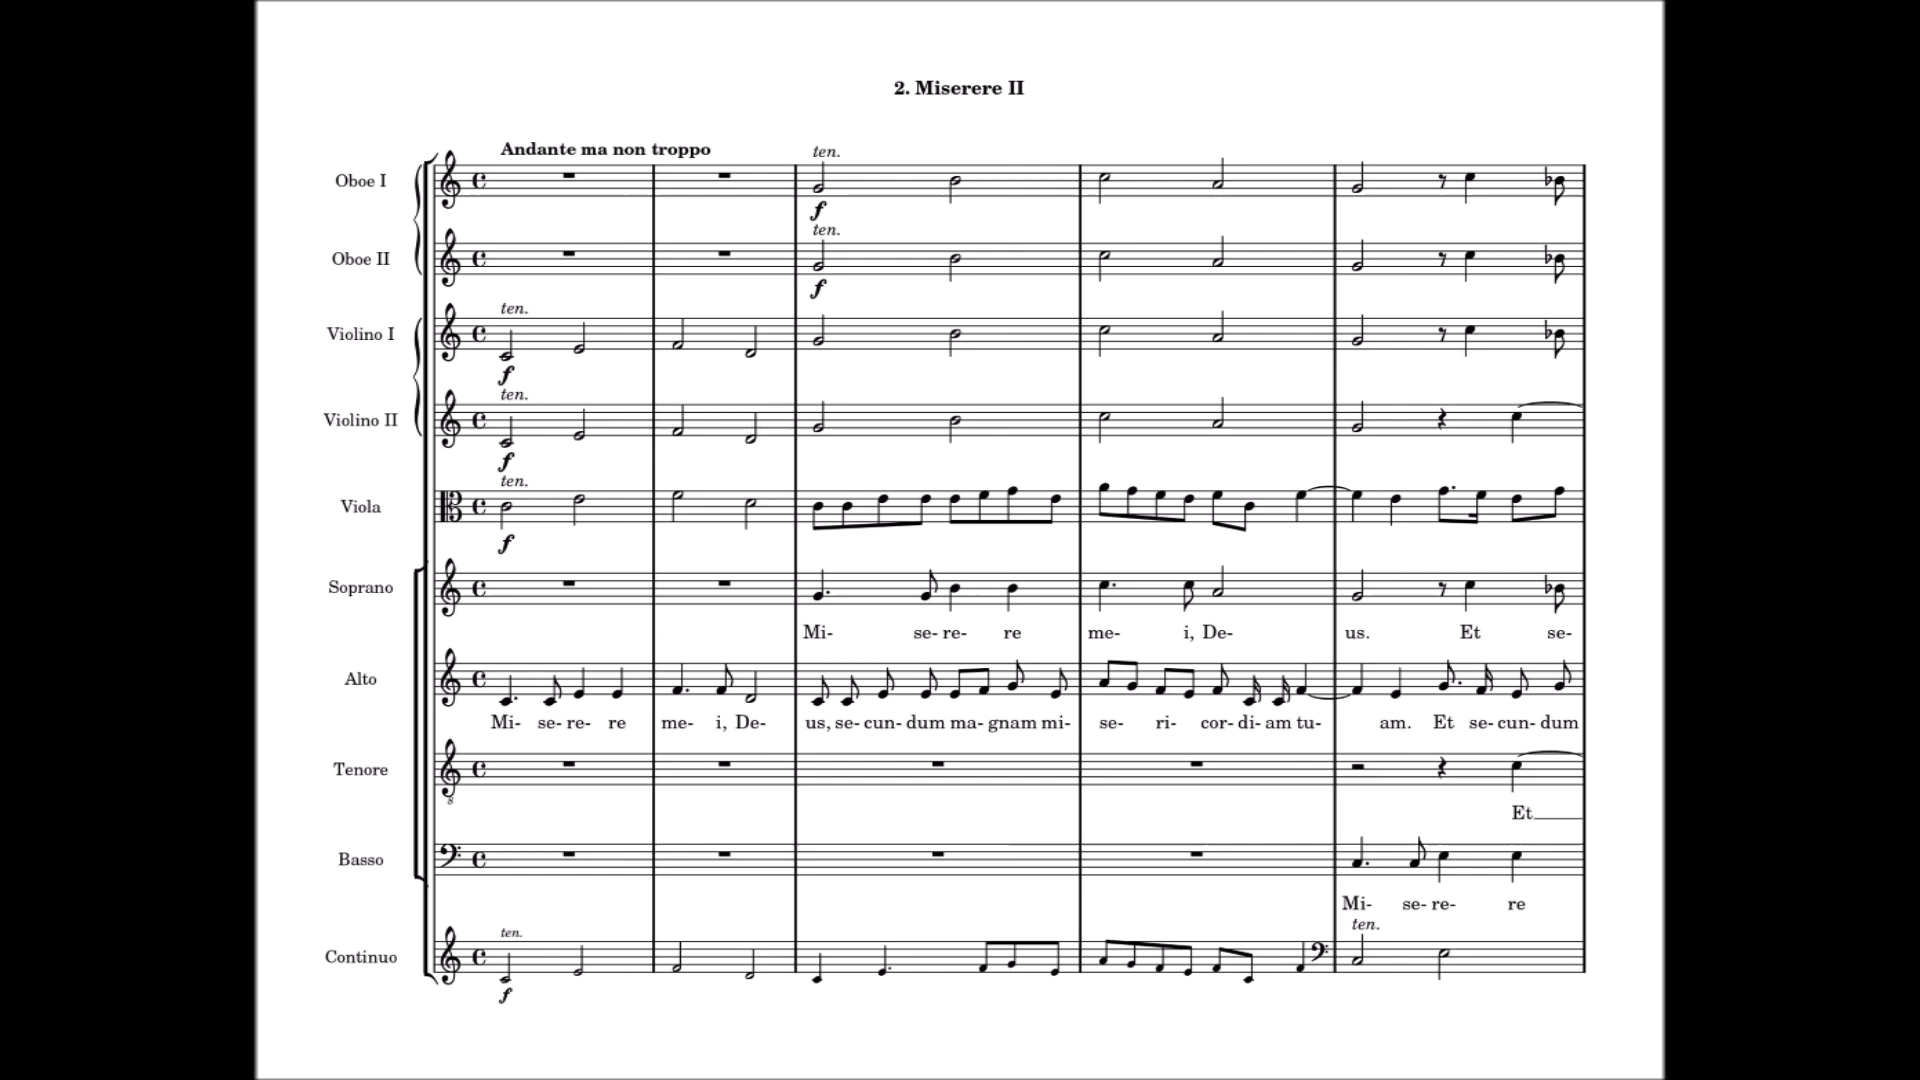 2. Miserere II
Andante ma non troppo
ten.
Oboe I
f
ten.
Oboe II
f
ten.
Violino I
f
ten.
Violino II
f
ten.
Viola
f
Soprano
Mi- se- re- re me- i, De- us. Et se-
Alto
Mi- se- re- re me- i, De- us, se- cun- dum ma- gnam mi- se- ri- cor- di- am tu- am. Et se- cun- dum
Tenore
8
Et
Basso
Mi- se- re- re
ten. ten.
Continuo
f